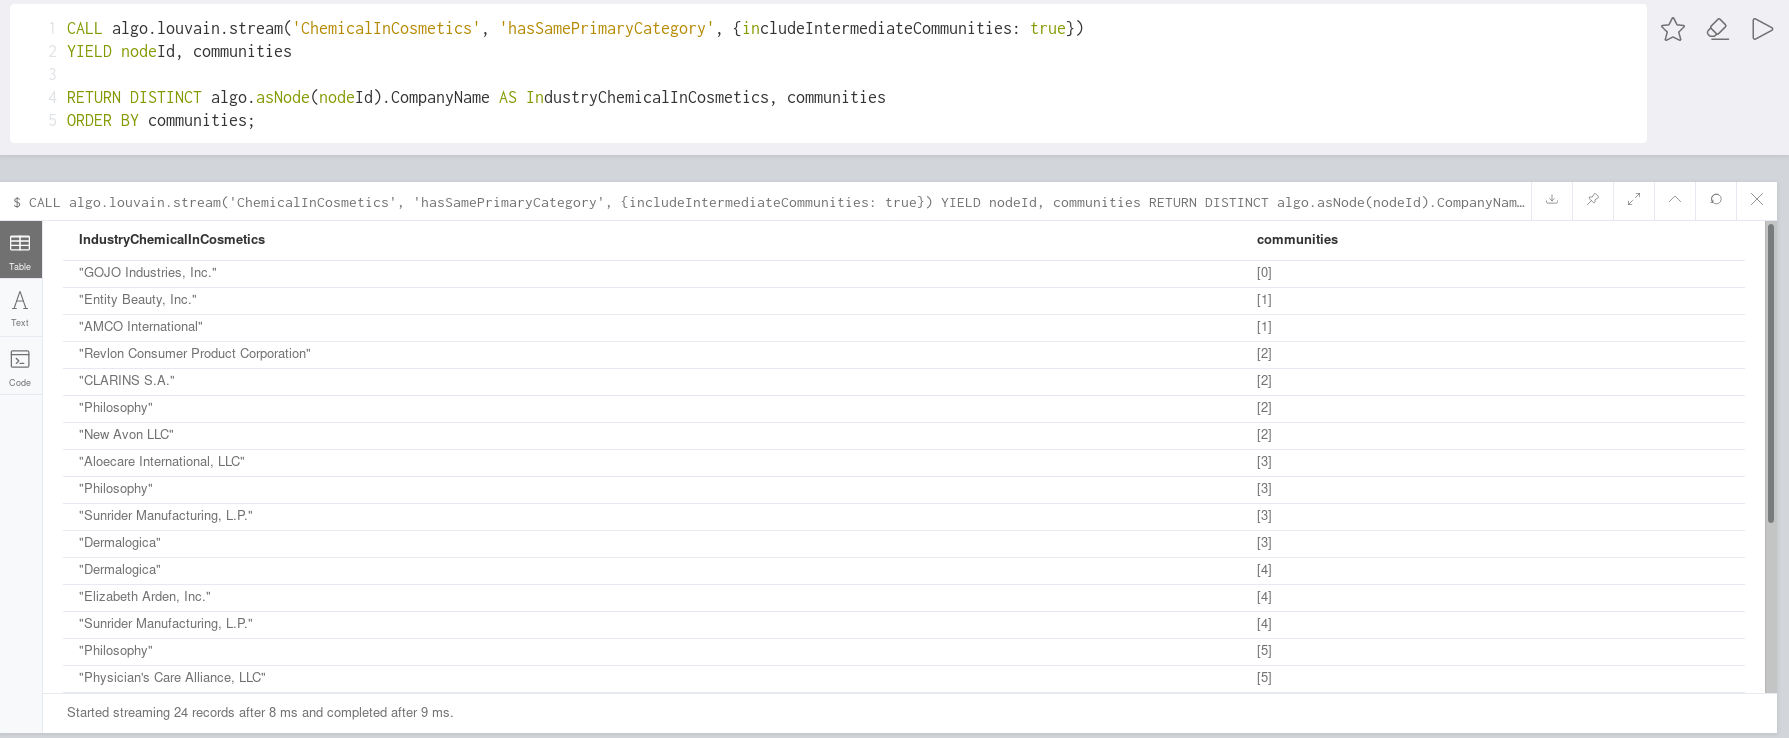 1 CALL algo.louvain.stream('ChemicalInCosmetics', 'hasSamePrimaryCategory', {includeIntermediateCommunities: true})
2 YIELD nodeId, communities
3
4 RETURN DISTINCT algo.asNode(nodeId).CompanyName AS IndustryChemicalInCosmetics, communities
5 ORDER BY communities;
$ CALL algo.louvain.stream('ChemicalInCosmetics', 'hasSamePrimaryCategory', {includeIntermediateCommunities: true}) YIELD nodeId, communities RETURN DISTINCT algo.asNode(nodeId).CompanyNam…
Table
Text
Code
IndustryChemicalInCosmetics communities
"GOJO Industries, Inc." [0]
"Entity Beauty, Inc." [1]
"AMCO International" [1]
"Revlon Consumer Product Corporation" [2]
"CLARINS S.A." [2]
"Philosophy" [2]
"New Avon LLC" [2]
"Aloecare International, LLC" [3]
"Philosophy" [3]
"Sunrider Manufacturing, L.P." [3]
"Dermalogica" [3]
"Dermalogica" [4]
"Elizabeth Arden, Inc." [4]
"Sunrider Manufacturing, L.P." [4]
"Philosophy" [5]
"Physician's Care Alliance, LLC" [5]
Started streaming 24 records after 8 ms and completed after 9 ms.